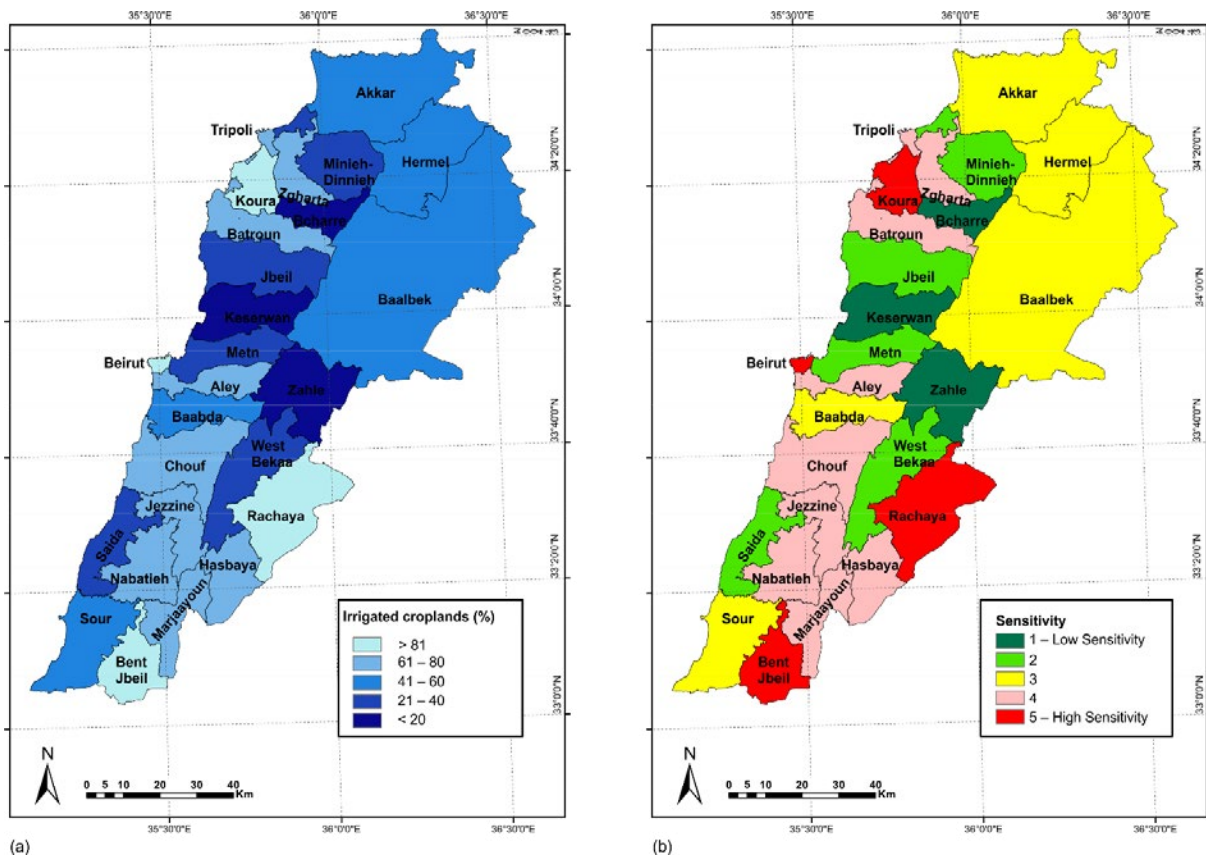 35°30'0"E 36°0'0"E 36°30'0"E
Akkar
Tripoli
Hermel
Minieh-
Dinnieh
Zgharta
Koura
Bcharre
Batroun
Jbeil
Baalbek
Keserwan
Metn
Beirut
Aley
Zahle
Baabda
West
Bekaa
Chouf
Jezzine
Rachaya
Saida
Hasbaya
Nabatieh
Marjaayoun
Sour
Bent
Jbeil
34°20'0"N
34°0'0"N
33°40'0"N
33°20'0"N
33°0'0"N
Irrigated croplands (%)
> 81
61 – 80
41 – 60
21 – 40
< 20
N
0 5 10 20 30 40
Km
35°30'0"E 36°0'0"E 36°30'0"E
(a)
35°30'0"E 36°0'0"E 36°30'0"E
Akkar
Tripoli
Hermel
Minieh-
Dinnieh
Zgharta
Koura
Bcharre
Batroun
Jbeil
Baalbek
Keserwan
Metn
Beirut
Aley
Zahle
Baabda
West
Bekaa
Chouf
Jezzine
Rachaya
Saida
Hasbaya
Nabatieh
Marjaayoun
Sour
Bent
Jbeil
34°20'0"N
34°0'0"N
33°40'0"N
33°20'0"N
33°0'0"N
Sensitivity
1 – Low Sensitivity
2
3
4
5 – High Sensitivity
N
0 5 10 20 30 40
Km
35°30'0"E 36°0'0"E 36°30'0"E
(b)